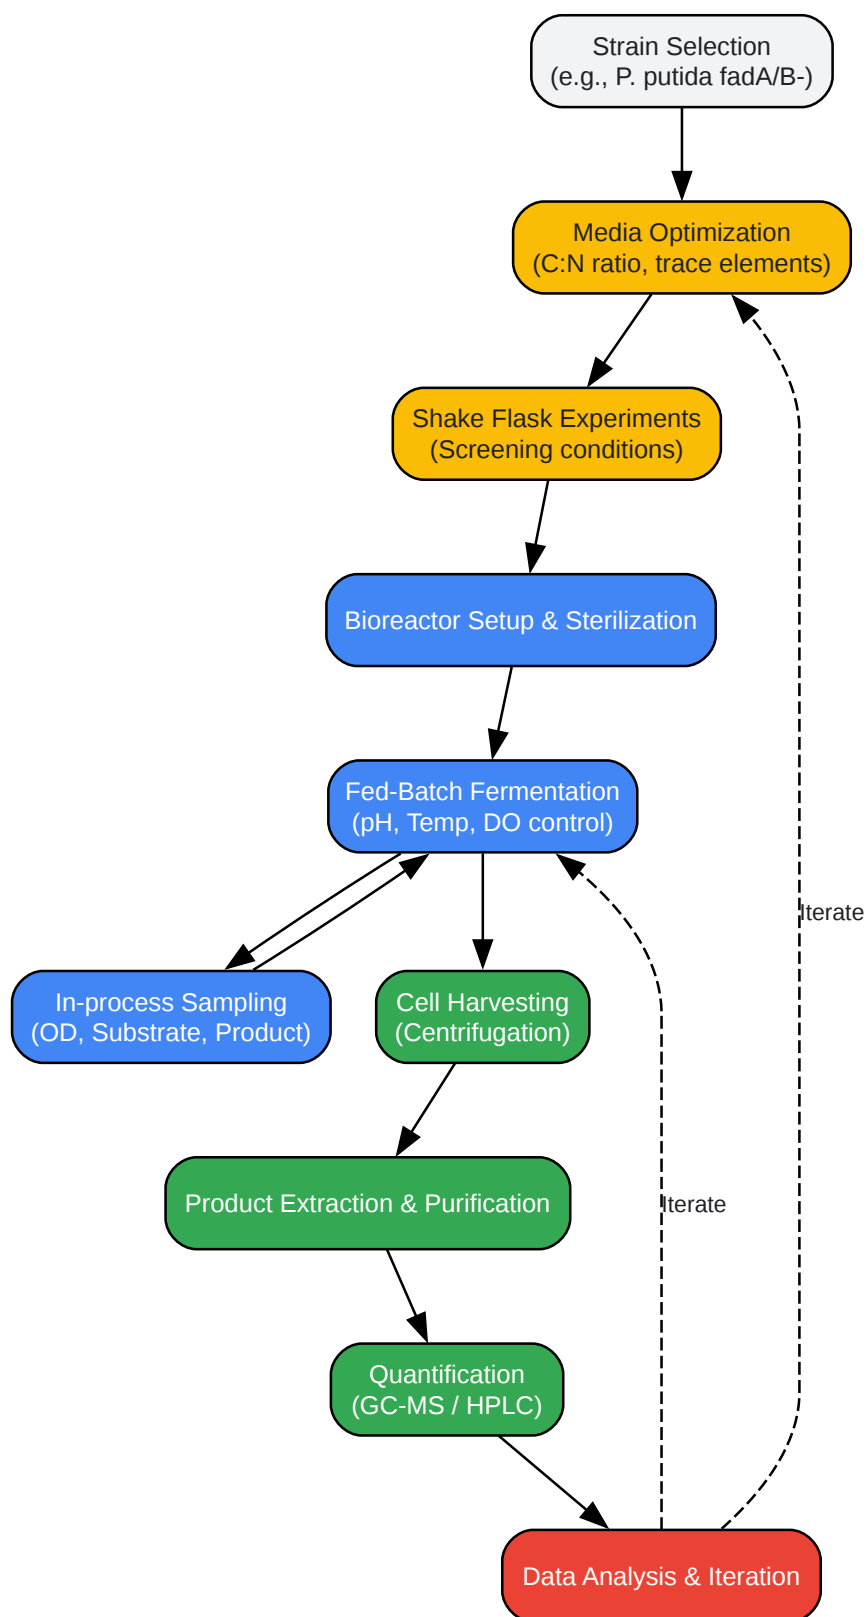 Strain Selection
(e.g., P. putida fadA/B-)
Media Optimization
(C:N ratio, trace elements)
Shake Flask Experiments
(Screening conditions)
Bioreactor Setup & Sterilization
Fed-Batch Fermentation
(pH, Temp, DO control)
Iterate
In-process Sampling
(OD, Substrate, Product)
Cell Harvesting
(Centrifugation)
Product Extraction & Purification
Iterate
Quantification
(GC-MS / HPLC)
Data Analysis & Iteration